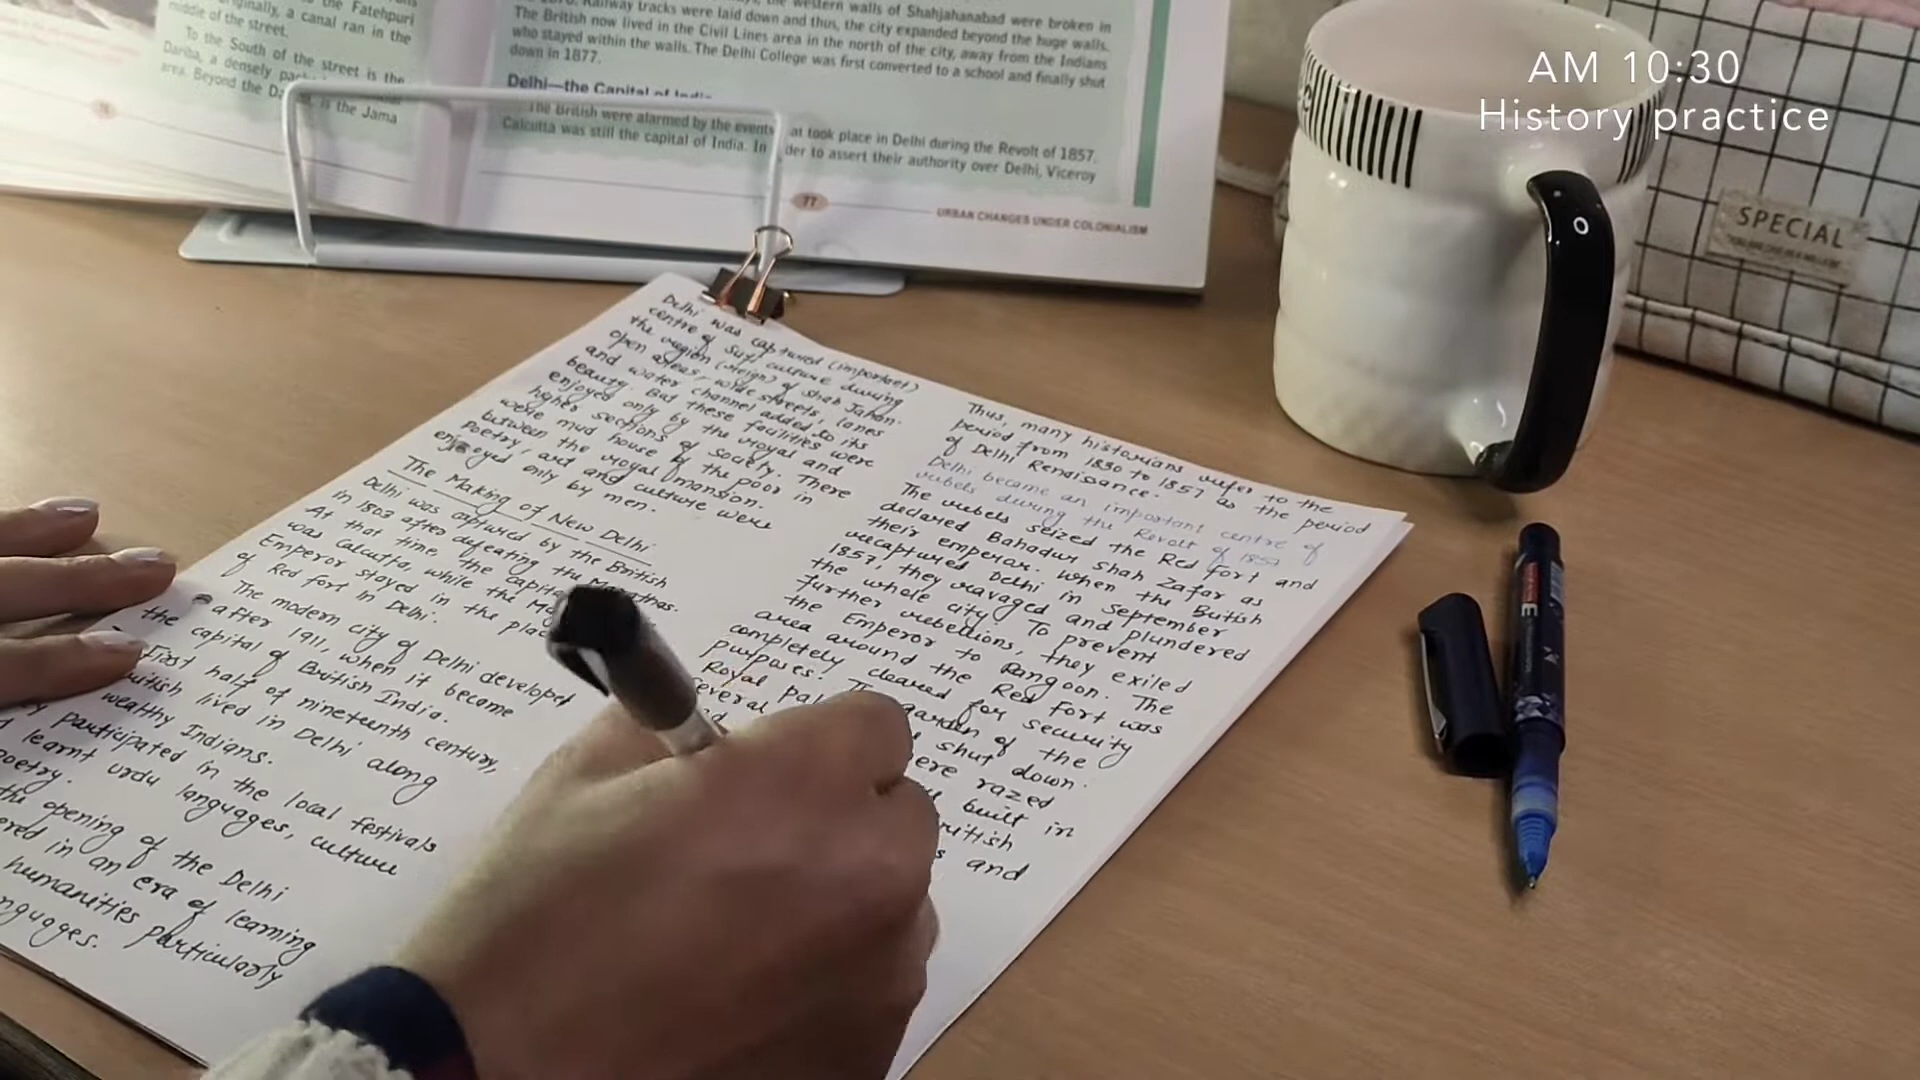 AM 10:30
History practice
the Fatehpuri
originally, a canal ran in the
middle of the street.
To the South of the street is the
Dariba, a densely
area. Beyond the is the Jama
Railway tracks were laid down and thus, the city expanded beyond the huge walls.
western walls of Shahjahanabad were broken in
The British now lived in the Civil Lines area in the north of the city, away from the Indians
who stayed within the walls. The Delhi College was first converted to a school and finally shut
down in 1877.
Delhi—the Capital of India
The British were alarmed by the events at took place in Delhi during the Revolt of 1857.
Calcutta was still the capital of India. In der to assert their authority over Delhi, Viceroy
77
URBAN CHANGES UNDER COLONIALISM
SPECIAL
Delhi was captured (important)
centre of Sufi culture during
the region (reign) of Shah Jahan.
open areas, wide streets, lanes
and water channel added to its
beauty. But these facilities were
enjoyed only by the royal and
higher sections of society. There
were mud house by the poor in
between the royal mansion.
Poetry, art and culture were
enjoyed only by men.
The Making of New Delhi
Delhi was captured by the British
in 1803 after defeating the Marathas.
At that time, the capital
was Calcutta, while the
Emperor stayed in the
of Red fort in Delhi.
The modern city of Delhi developed
after 1911, when it become
the capital of British India.
First half of nineteenth century,
British lived in Delhi along
wealthy Indians.
participated in the local festivals
learnt urdu languages, culture
poetry.
the opening of the Delhi
in an era of learning
humanities particularly
Thus, many historians refer to the
period from 1830 to 1857 as the period
of Delhi Renaissance.
Delhi became an important centre of
rebels during the Revolt of 1857
The rebels seized the Red Fort and
declared Bahadur Shah Zafar as
their emperor. When the British
recaptured Delhi in September
1857, they ravaged and plundered
the whole city. To prevent
further rebellions, they exiled
the Emperor to Rangoon. The
area around the Red Fort was
completely cleared for security
purposes. garden of the
Royal shut down.
razed
built in
and